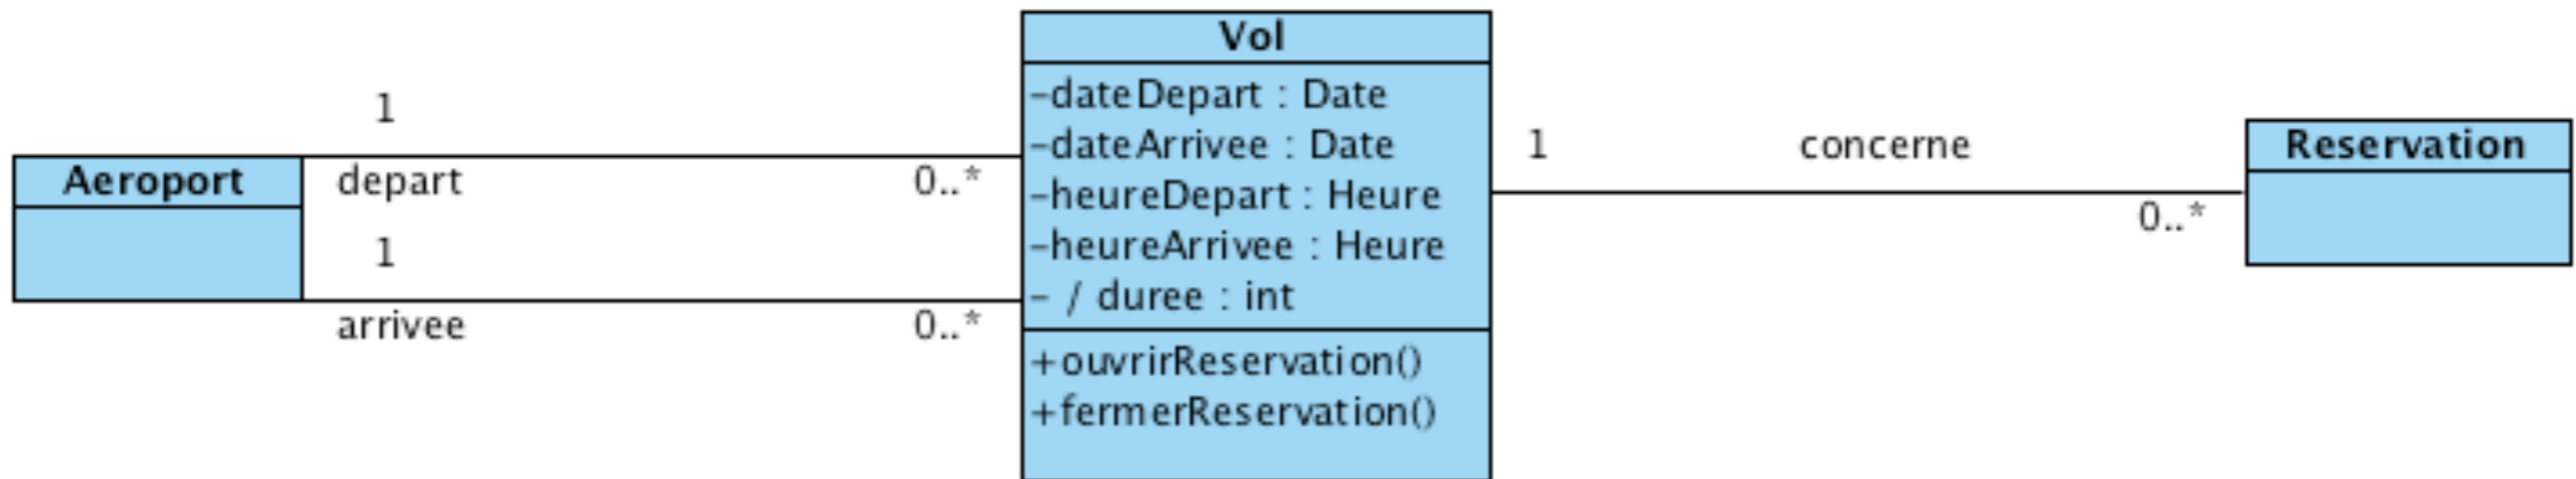 1
Aeroport
depart
0..*
1
arrivee
0..*
Vol
-dateDepart : Date
-dateArrivee : Date
-heureDepart : Heure
-heureArrivee : Heure
- / duree : int
+ouvrirReservation()
+fermerReservation()
1
concerne
0..*
Reservation